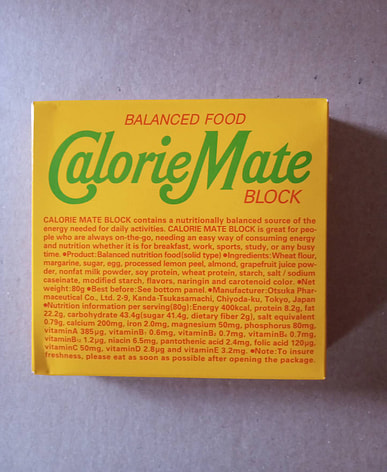 BALANCED FOOD
CalorieMate
BLOCK
CALORIE MATE BLOCK contains a nutritionally balanced source of the
energy needed for daily activities. CALORIE MATE BLOCK is great for peo-
ple who are always on-the-go, needing an easy way of consuming energy
and nutrition whether it is for breakfast, work, sports, study, or any busy
time. ●Product:Balanced nutrition food(solid type) ●Ingredients:Wheat flour,
margarine, sugar, egg, processed lemon peel, almond, grapefruit juice pow-
der, nonfat milk powder, soy protein, wheat protein, starch, salt / sodium
caseinate, modified starch, flavors, naringin and carotenoid color. ●Net
weight:80g ●Best before:See bottom panel. ●Manufacturer:Otsuka Phar-
maceutical Co., Ltd. 2-9, Kanda-Tsukasamachi, Chiyoda-ku, Tokyo, Japan
●Nutrition information per serving(80g):Energy 400kcal, protein 8.2g, fat
22.2g, carbohydrate 43.4g(sugar 41.4g, dietary fiber 2g), salt equivalent
0.79g, calcium 200mg, iron 2.0mg, magnesium 50mg, phosphorus 80mg,
vitaminA 385μg, vitaminB₁ 0.6mg, vitaminB₂ 0.7mg, vitaminB₆ 0.7mg,
vitaminB₁₂ 1.2μg, niacin 6.5mg, pantothenic acid 2.4mg, folic acid 120μg,
vitaminC 50mg, vitaminD 2.8μg and vitaminE 3.2mg. ●Note:To insure
freshness, please eat as soon as possible after opening the package.